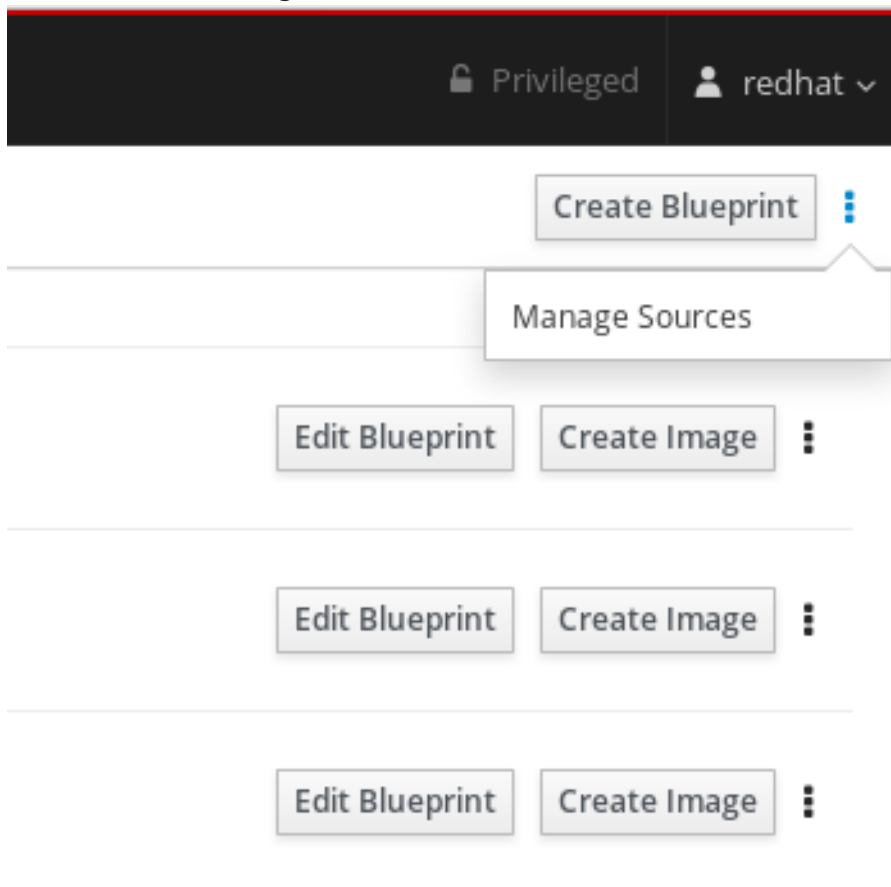 Privileged redhat
Create Blueprint
Manage Sources
Edit Blueprint Create Image
Edit Blueprint Create Image
Edit Blueprint Create Image